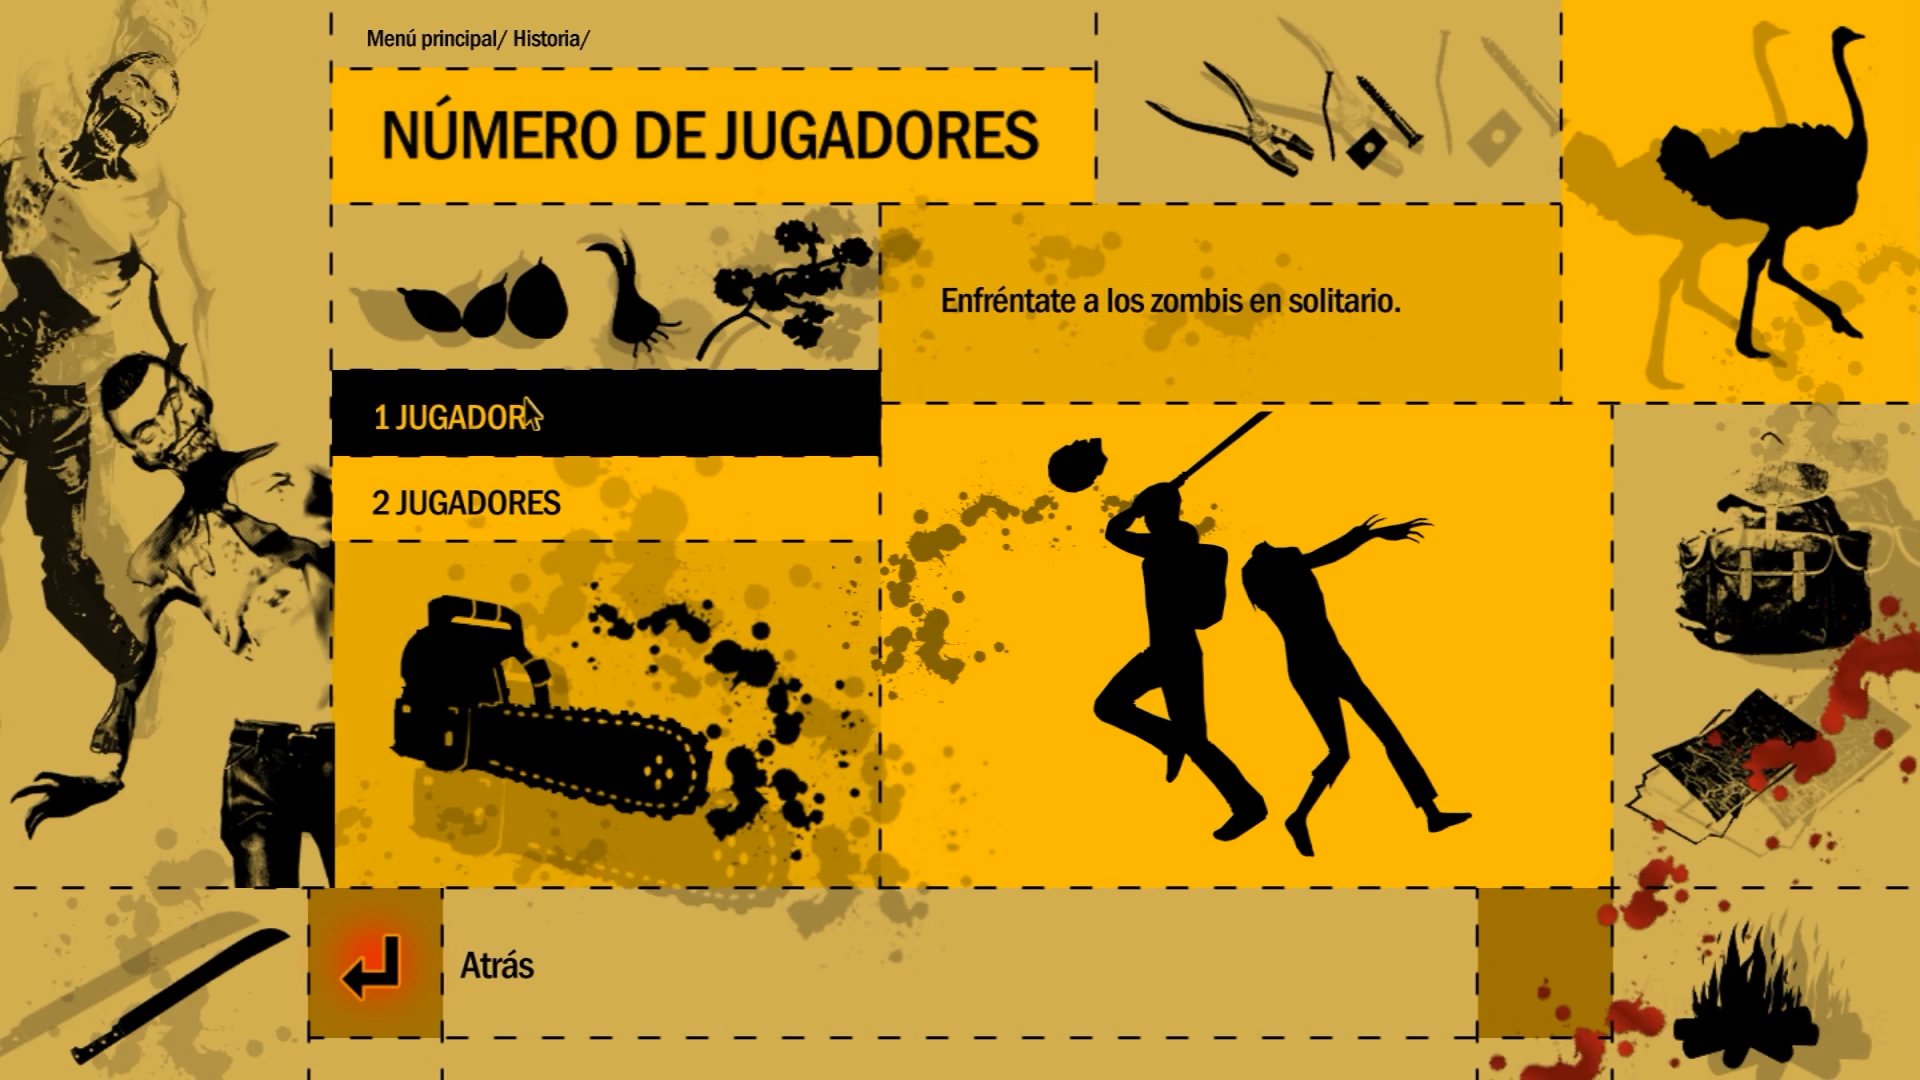 Menú principal/ Historia/
NÚMERO DE JUGADORES
Enfréntate a los zombis en solitario.
1 JUGADOR
2 JUGADORES
Atrás